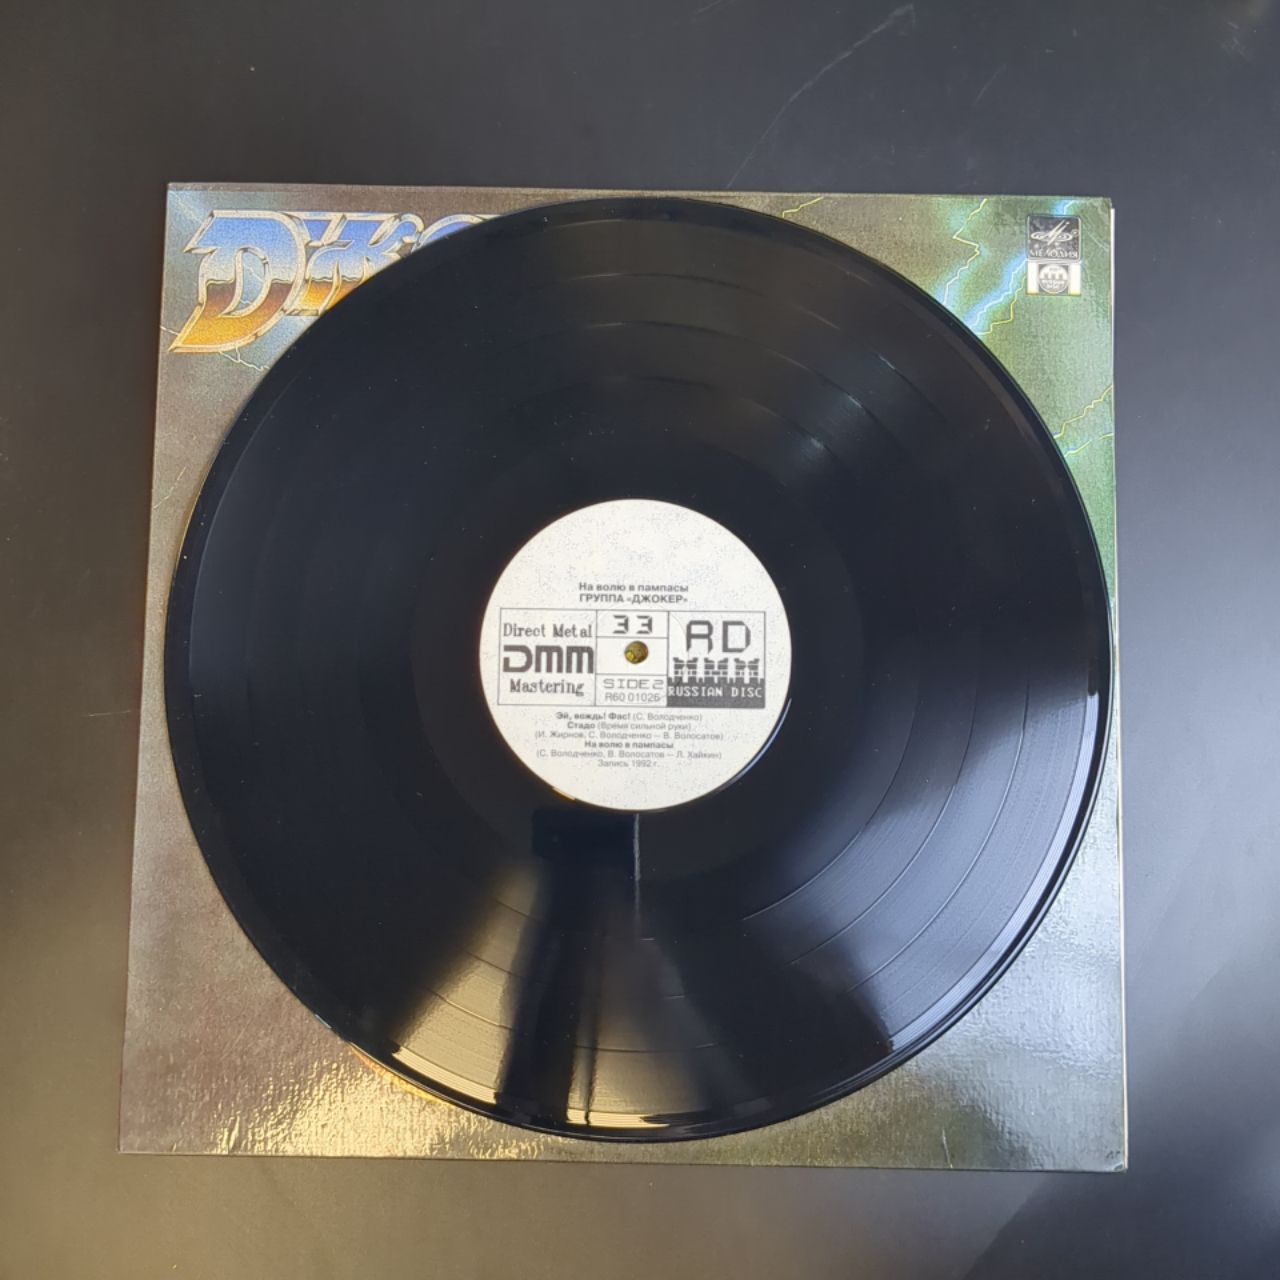 МЕЛОДИЯ
На волю в пампасы
ГРУППА «ДЖОКЕР»
Direct Metal
DMM
Mastering
33
SIDE 2
R60 01026
RD
RUSSIAN DISC
Эй, вождь! Фас! (С. Володченко)
Стадо (Время сильной руки)
(И. Жирнов, С. Володченко — В. Волосатов)
На волю в пампасы
(С. Володченко, В. Волосатов — Л. Хайкин)
Запись 1992 г.